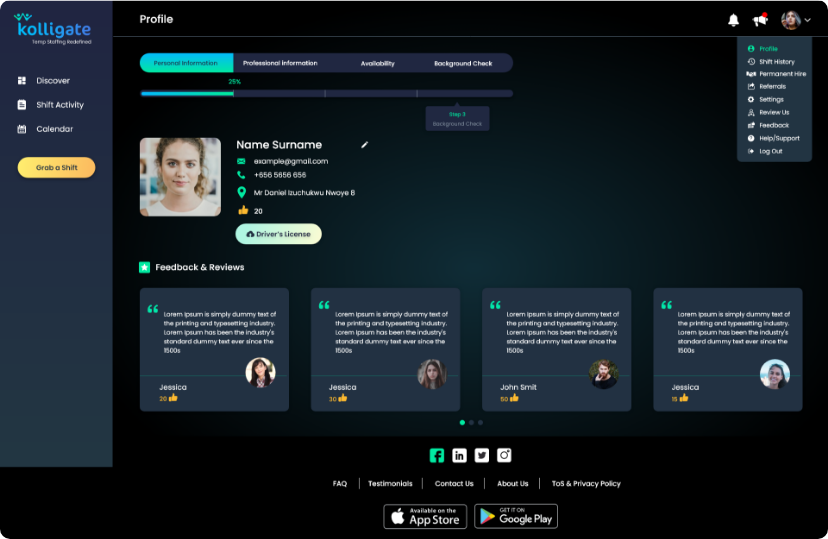 kolligate
Temp Staffing Redefined
Profile
Discover
Shift Activity
Calendar
Grab a Shift
Personal Information
Professional information
Availability
Background Check
25%
Step 3
Background Check
Profile
Shift History
Permanent Hire
Referrals
Settings
Review Us
Feedback
Help/Support
Log Out
Name Surname
example@gmail.com
+656 5656 656
Mr Daniel Izuchukwu Nwoye 8
20
Driver's License
Feedback & Reviews
Lorem Ipsum is simply dummy text of
the printing and typesetting industry.
Lorem Ipsum has been the industry's
standard dummy text ever since the
1500s
Jessica
20
Lorem Ipsum is simply dummy text of
the printing and typesetting industry.
Lorem Ipsum has been the industry's
standard dummy text ever since the
1500s
Jessica
30
Lorem Ipsum is simply dummy text of
the printing and typesetting industry.
Lorem Ipsum has been the industry's
standard dummy text ever since the
1500s
John Smit
50
Lorem Ipsum is simply dummy text of
the printing and typesetting industry.
Lorem Ipsum has been the industry's
standard dummy text ever since the
1500s
Jessica
15
FAQ
Testimonials
Contact Us
About Us
ToS & Privacy Policy
Available on the
App Store
GET IT ON
Google Play